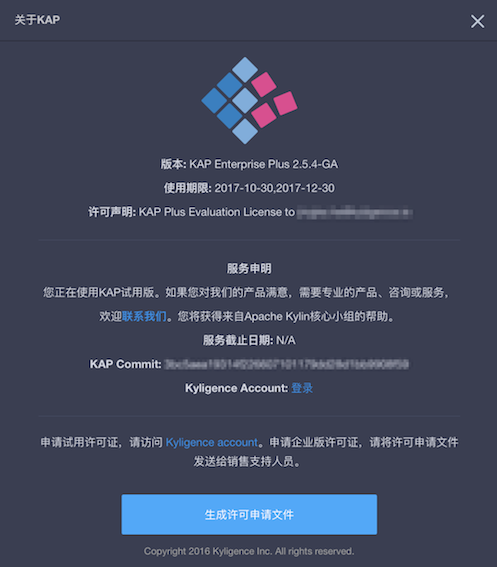 关于KAP
版本: KAP Enterprise Plus 2.5.4-GA
使用期限: 2017-10-30,2017-12-30
许可声明: KAP Plus Evaluation License to
服务申明
您正在使用KAP试用版。如果您对我们的产品满意，需要专业的产品、咨询或服务，
欢迎联系我们。您将获得来自Apache Kylin核心小组的帮助。
服务截止日期: N/A
KAP Commit:
Kyligence Account: 登录
申请试用许可证，请访问 Kyligence account。申请企业版许可证，请将许可申请文件
发送给销售支持人员。
生成许可申请文件
Copyright 2016 Kyligence Inc. All rights reserved.